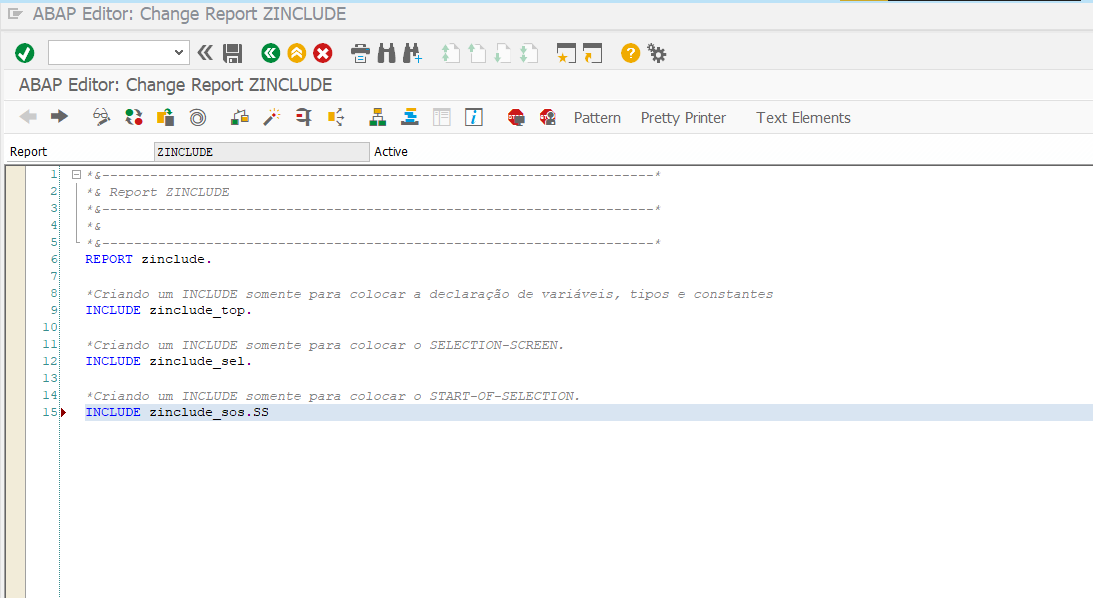 ABAP Editor: Change Report ZINCLUDE
ABAP Editor: Change Report ZINCLUDE
Pattern Pretty Printer Text Elements
Report ZINCLUDE Active
1 *&---------------------------------------------------------------------*
2 *& Report ZINCLUDE
3 *&---------------------------------------------------------------------*
4 *&
5 *&---------------------------------------------------------------------*
6 REPORT zinclude.
7
8 *Criando um INCLUDE somente para colocar a declaração de variáveis, tipos e constantes
9 INCLUDE zinclude_top.
10
11 *Criando um INCLUDE somente para colocar o SELECTION-SCREEN.
12 INCLUDE zinclude_sel.
13
14 *Criando um INCLUDE somente para colocar o START-OF-SELECTION.
15 INCLUDE zinclude_sos.SS